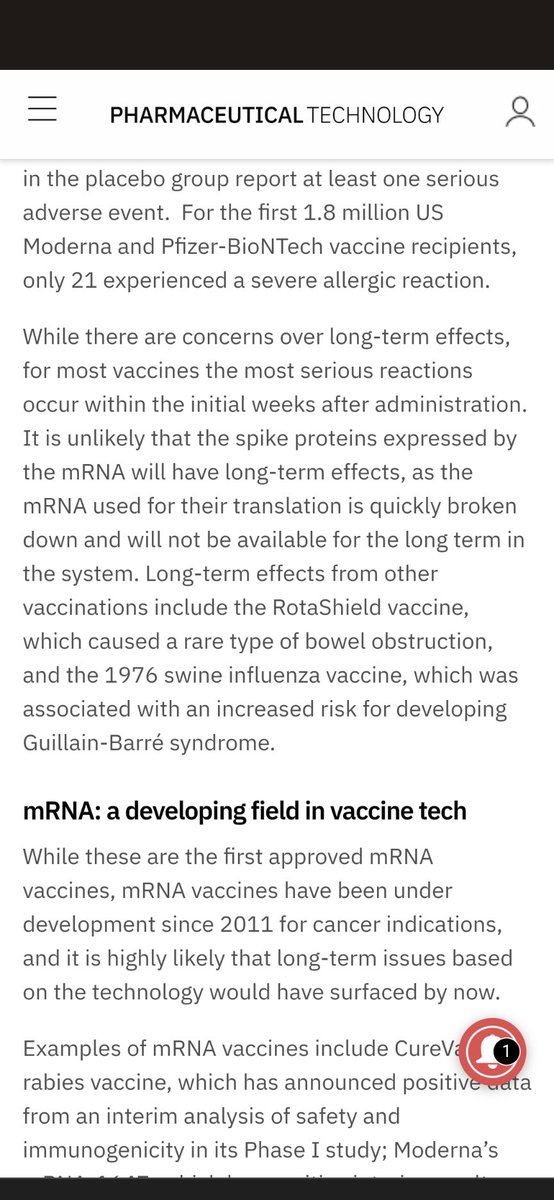 PHARMACEUTICAL TECHNOLOGY
in the placebo group report at least one serious
adverse event.  For the first 1.8 million US
Moderna and Pfizer-BioNTech vaccine recipients,
only 21 experienced a severe allergic reaction.
While there are concerns over long-term effects,
for most vaccines the most serious reactions
occur within the initial weeks after administration.
It is unlikely that the spike proteins expressed by
the mRNA will have long-term effects, as the
mRNA used for their translation is quickly broken
down and will not be available for the long term in
the system. Long-term effects from other
vaccinations include the RotaShield vaccine,
which caused a rare type of bowel obstruction,
and the 1976 swine influenza vaccine, which was
associated with an increased risk for developing
Guillain-Barré syndrome.
mRNA: a developing field in vaccine tech
While these are the first approved mRNA
vaccines, mRNA vaccines have been under
development since 2011 for cancer indications,
and it is highly likely that long-term issues based
on the technology would have surfaced by now.
Examples of mRNA vaccines include
1
rabies vaccine, which has announced positive data
from an interim analysis of safety and
immunogenicity in its Phase I study; Moderna’s